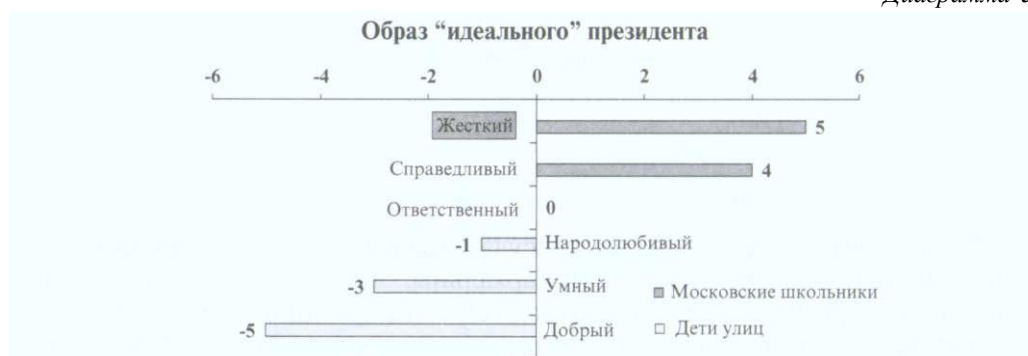 Диаграмма
Образ “идеального” президента
-6 -4 -2 0 2 4 6
Жесткий 5
Справедливый 4
Ответственный 0
-1 Народолюбивый
-3 Умный
Московские школьники
-5 Добрый
Дети улиц